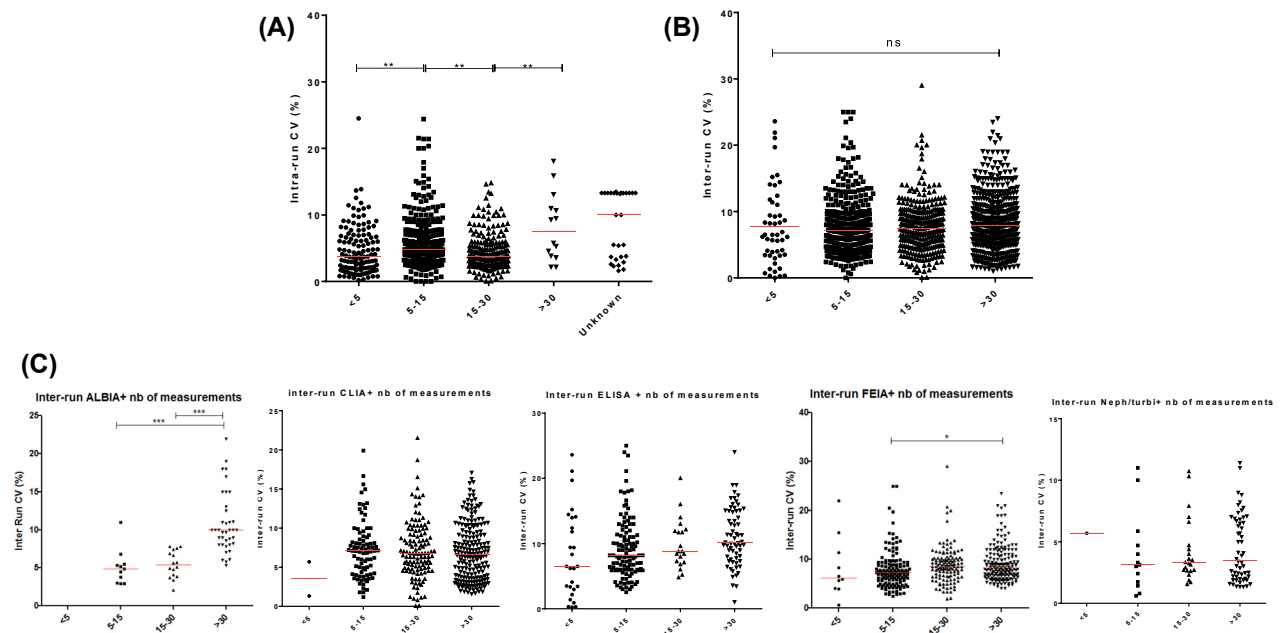 (A)
Intra-run CV (%)
40
30
20
10
0
** ** **
<5 5-15 15-30 >30 Unknown
(B)
Inter-run CV (%)
40
30
20
10
0
ns
<5 5-15 15-30 >30
(C)
Inter-run ALBIA+ nb of measurements
Inter Run CV (%)
25
20
15
10
5
0
***
***
<5 5-15 15-30 >30
inter-run CLIA+ nb of measurements
Inter-run CV (%)
25
20
15
10
5
0
<5 5-15 15-30 >30
Inter-run ELISA + nb of measurements
Inter-run CV (%)
30
20
10
0
<5 5-15 15-30 >30
Inter-run FEIA+ nb of measurements
Inter-run CV (%)
40
30
20
10
0
*
<5 5-15 15-30 >30
Inter-run Neph/turbi+ nb of measurements
Inter-run CV (%)
15
10
5
0
<5 5-15 15-30 >30